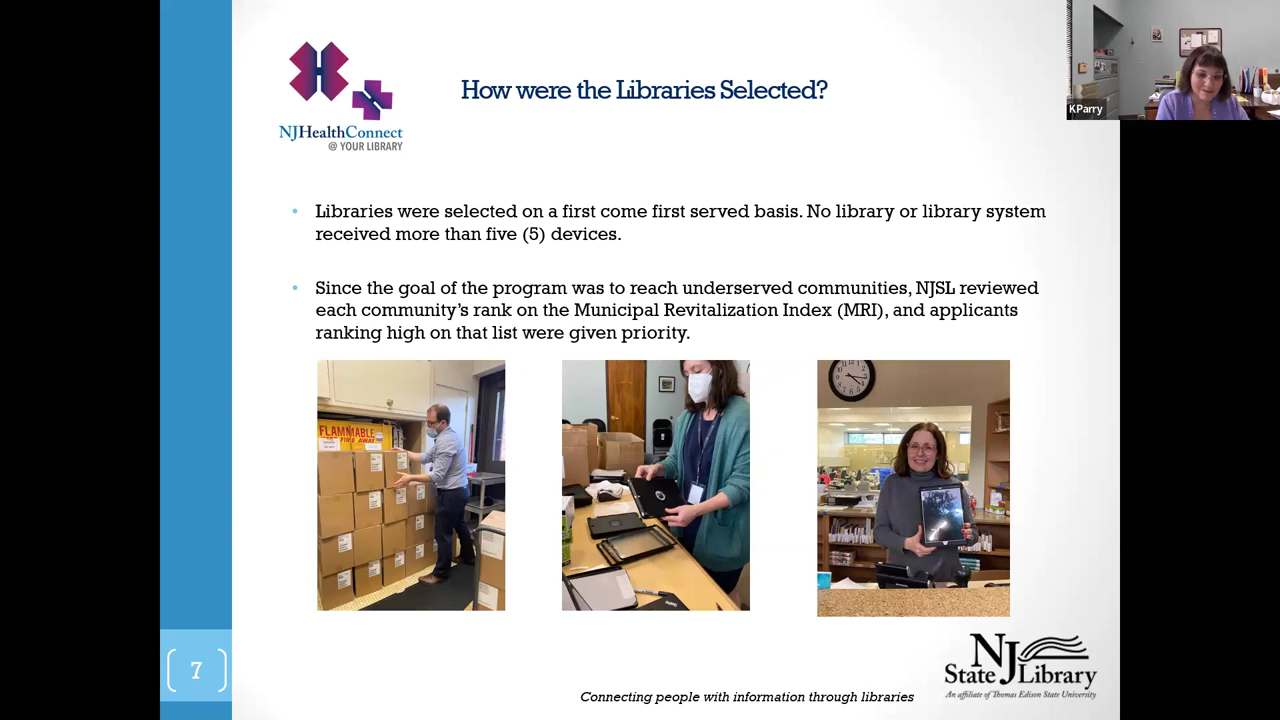 KParry
How were the Libraries Selected?
NJHealthConnect
@ YOUR LIBRARY
• Libraries were selected on a first come first served basis. No library or library system
received more than five (5) devices.
• Since the goal of the program was to reach underserved communities, NJSL reviewed
each community's rank on the Municipal Revitalization Index (MRI), and applicants
ranking high on that list were given priority.
FLAMMABLE
FIRE AWAY
7
NJ
State Library
An affiliate of Thomas Edison State University
Connecting people with information through libraries